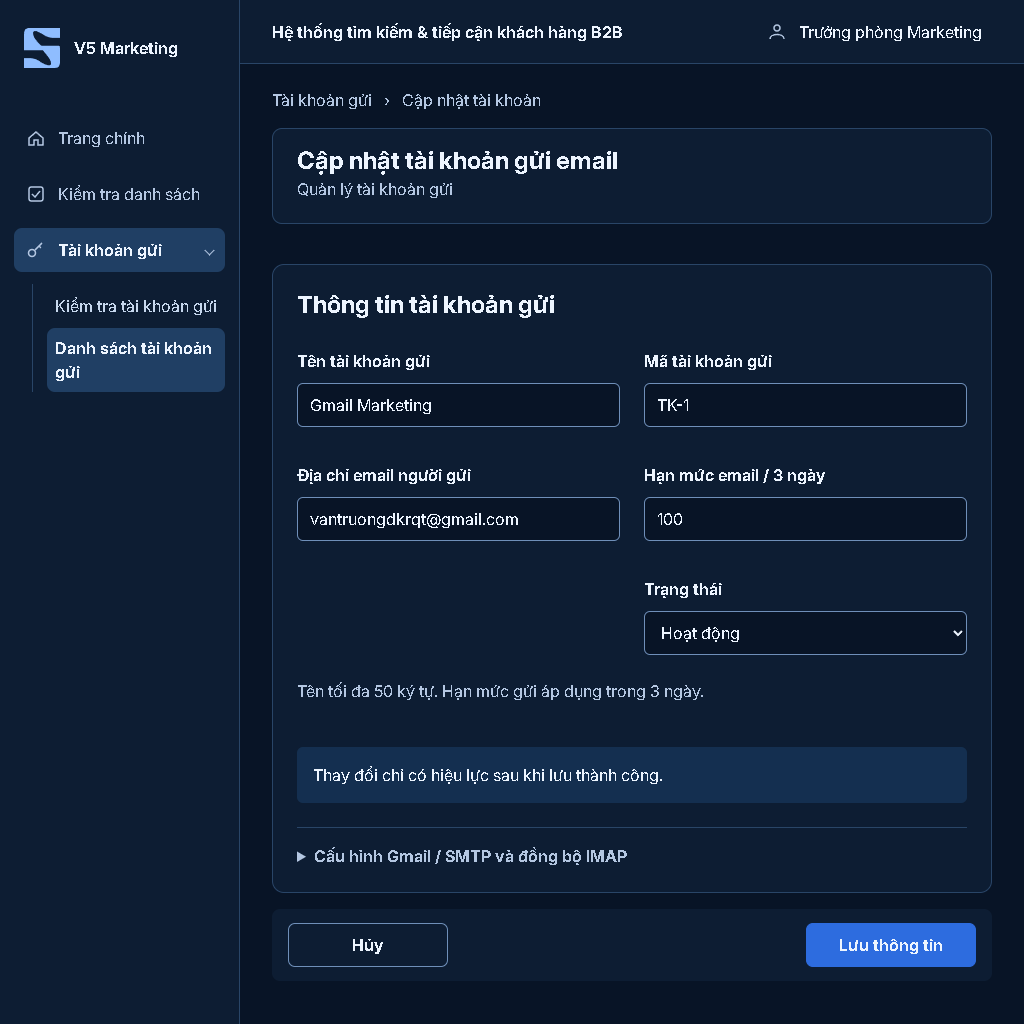 V5 Marketing
Hệ thống tìm kiếm & tiếp cận khách hàng B2B
Trưởng phòng Marketing
Trang chính
Kiểm tra danh sách
Tài khoản gửi
Kiểm tra tài khoản gửi
Danh sách tài khoản
gửi
Tài khoản gửi › Cập nhật tài khoản
Cập nhật tài khoản gửi email
Quản lý tài khoản gửi
Thông tin tài khoản gửi
Tên tài khoản gửi
Mã tài khoản gửi
Gmail Marketing
TK-1
Địa chỉ email người gửi
Hạn mức email / 3 ngày
vantruongdkrqt@gmail.com
100
Trạng thái
Hoạt động
Tên tối đa 50 ký tự. Hạn mức gửi áp dụng trong 3 ngày.
Thay đổi chỉ có hiệu lực sau khi lưu thành công.
Cấu hình Gmail / SMTP và đồng bộ IMAP
Hủy
Lưu thông tin